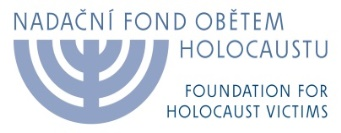 NADAČNÍ FOND OBĚTEM
HOLOCAUSTU
FOUNDATION FOR
HOLOCAUST VICTIMS